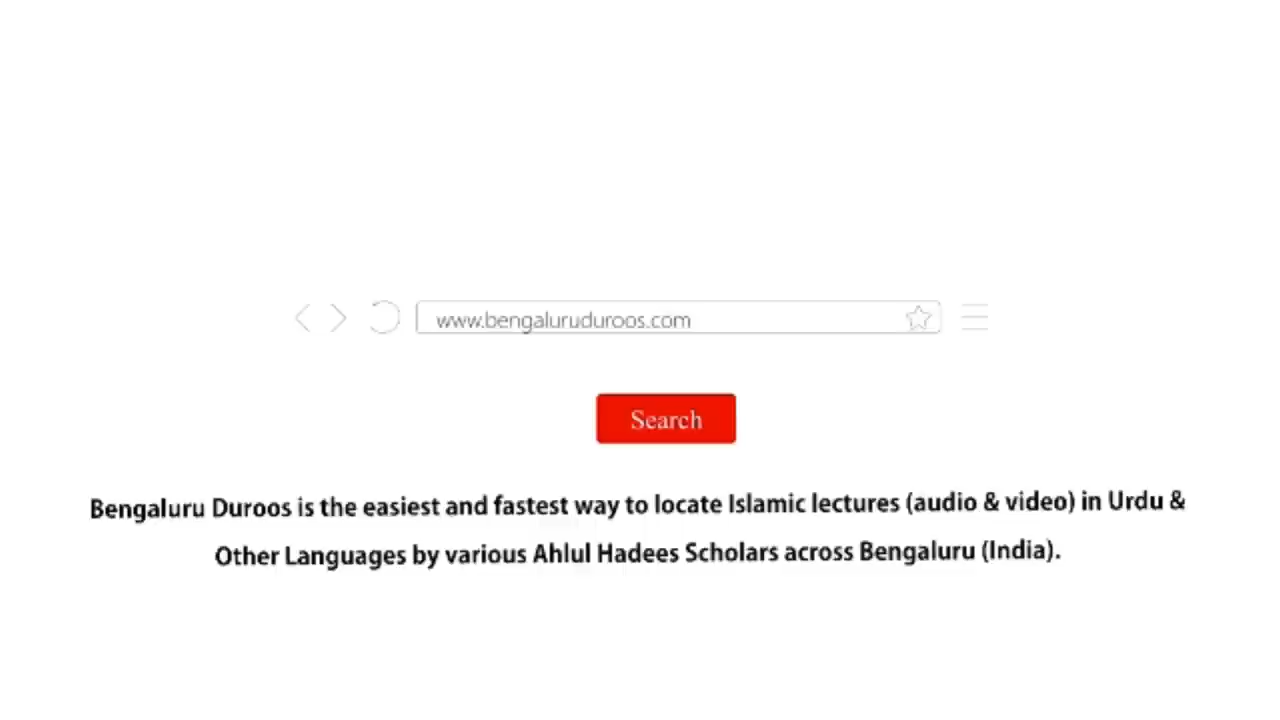 www.bengaluruduroos.com
Search
Bengaluru Duroos is the easiest and fastest way to locate Islamic lectures (audio & video) in Urdu &
Other Languages by various Ahlul Hadees Scholars across Bengaluru (India).